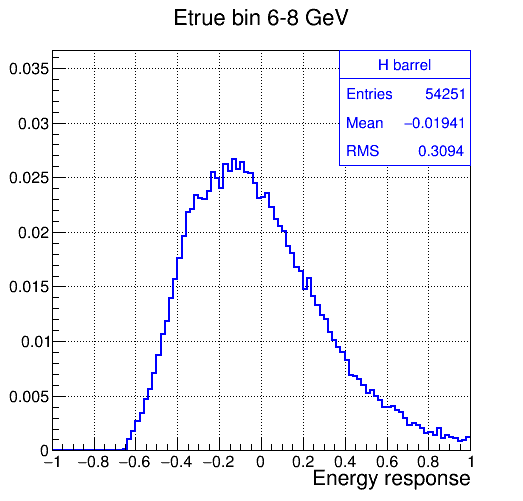 Etrue bin 6-8 GeV
H barrel
Entries 54251
Mean −0.01941
RMS 0.3094
0.035
0.03
0.025
0.02
0.015
0.01
0.005
0
−1 −0.8 −0.6 −0.4 −0.2 0 0.2 0.4 0.6 0.8 1
Energy response